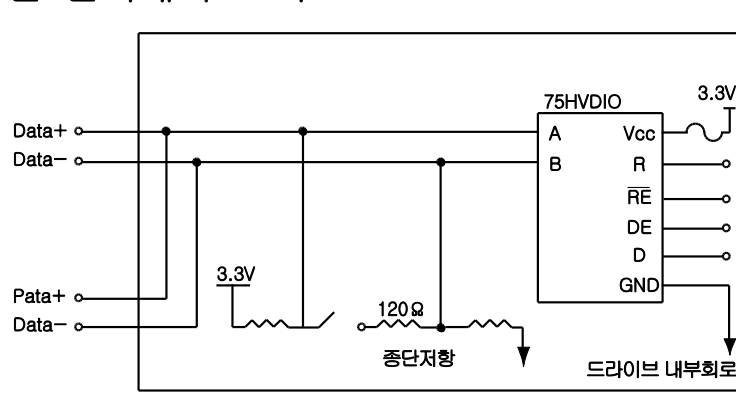 75HVDIO
3.3V
Data+
A
Vcc
Data-
B
R
RE
DE
D
GND
3.3V
Pata+
Data-
120Ω
종단저항
드라이브 내부회로